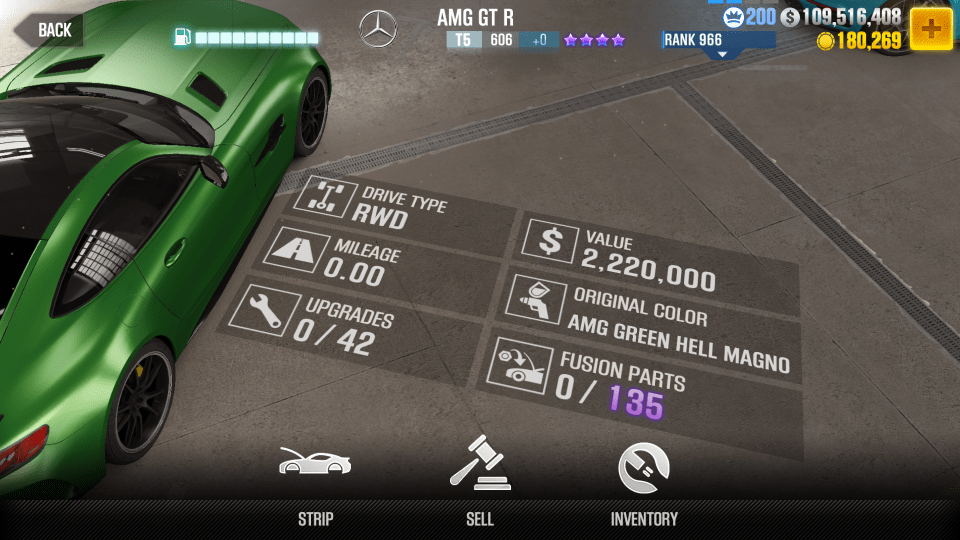 BACK
AMG GT R
T5 606 +0
200 $ 109,516,408
RANK 966
180,269
+
DRIVE TYPE
RWD
MILEAGE
0.00
UPGRADES
0 / 42
$
VALUE
2,220,000
ORIGINAL COLOR
AMG GREEN HELL MAGNO
FUSION PARTS
0 / 135
STRIP
SELL
INVENTORY